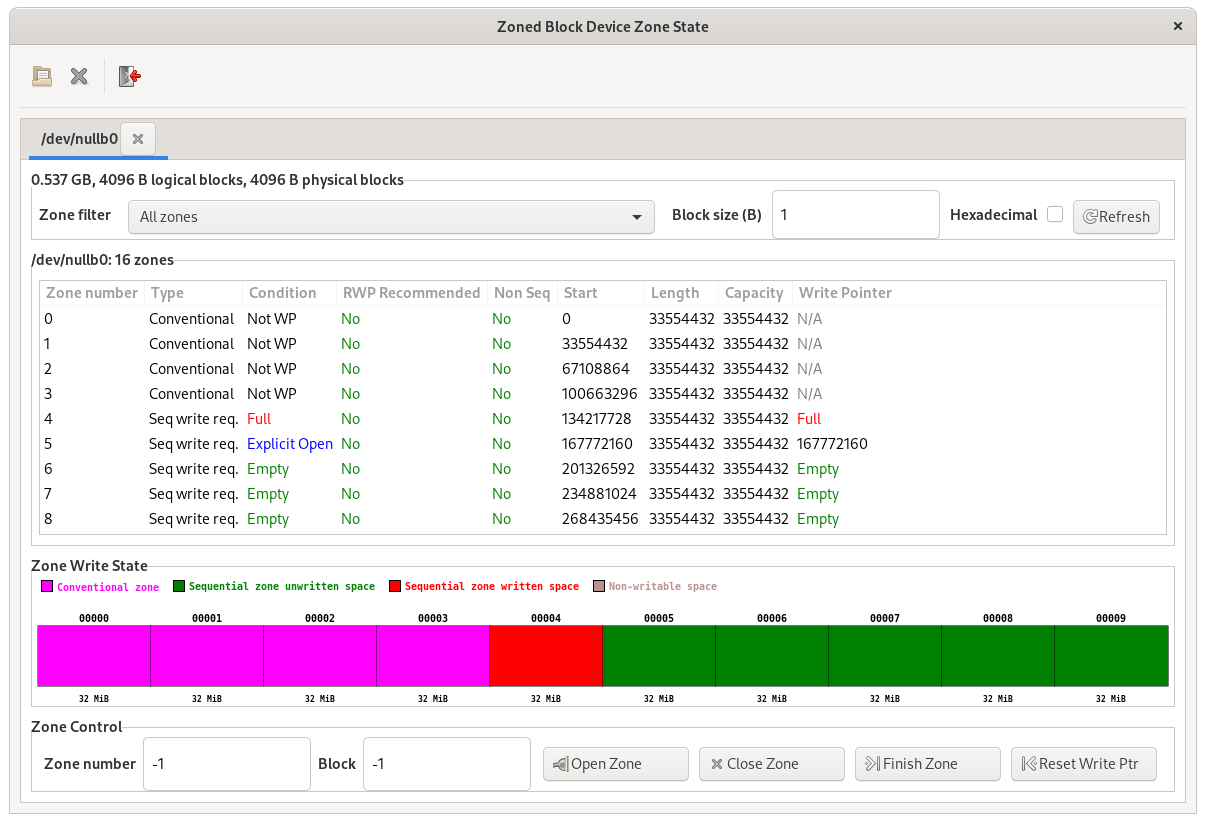 Zoned Block Device Zone State
/dev/nullb0
0.537 GB, 4096 B logical blocks, 4096 B physical blocks
Zone filter All zones Block size (B) 1 Hexadecimal Refresh
/dev/nullb0: 16 zones
Zone number Type Condition RWP Recommended Non Seq Start Length Capacity Write Pointer
0 Conventional Not WP No No 0 33554432 33554432 N/A
1 Conventional Not WP No No 33554432 33554432 33554432 N/A
2 Conventional Not WP No No 67108864 33554432 33554432 N/A
3 Conventional Not WP No No 100663296 33554432 33554432 N/A
4 Seq write req. Full No No 134217728 33554432 33554432 Full
5 Seq write req. Explicit Open No No 167772160 33554432 33554432 167772160
6 Seq write req. Empty No No 201326592 33554432 33554432 Empty
7 Seq write req. Empty No No 234881024 33554432 33554432 Empty
8 Seq write req. Empty No No 268435456 33554432 33554432 Empty
Zone Write State
Conventional zone Sequential zone unwritten space Sequential zone written space Non-writable space
00000 00001 00002 00003 00004 00005 00006 00007 00008 00009
32 MiB 32 MiB 32 MiB 32 MiB 32 MiB 32 MiB 32 MiB 32 MiB 32 MiB 32 MiB
Zone Control
Zone number -1 Block -1 Open Zone Close Zone Finish Zone Reset Write Ptr